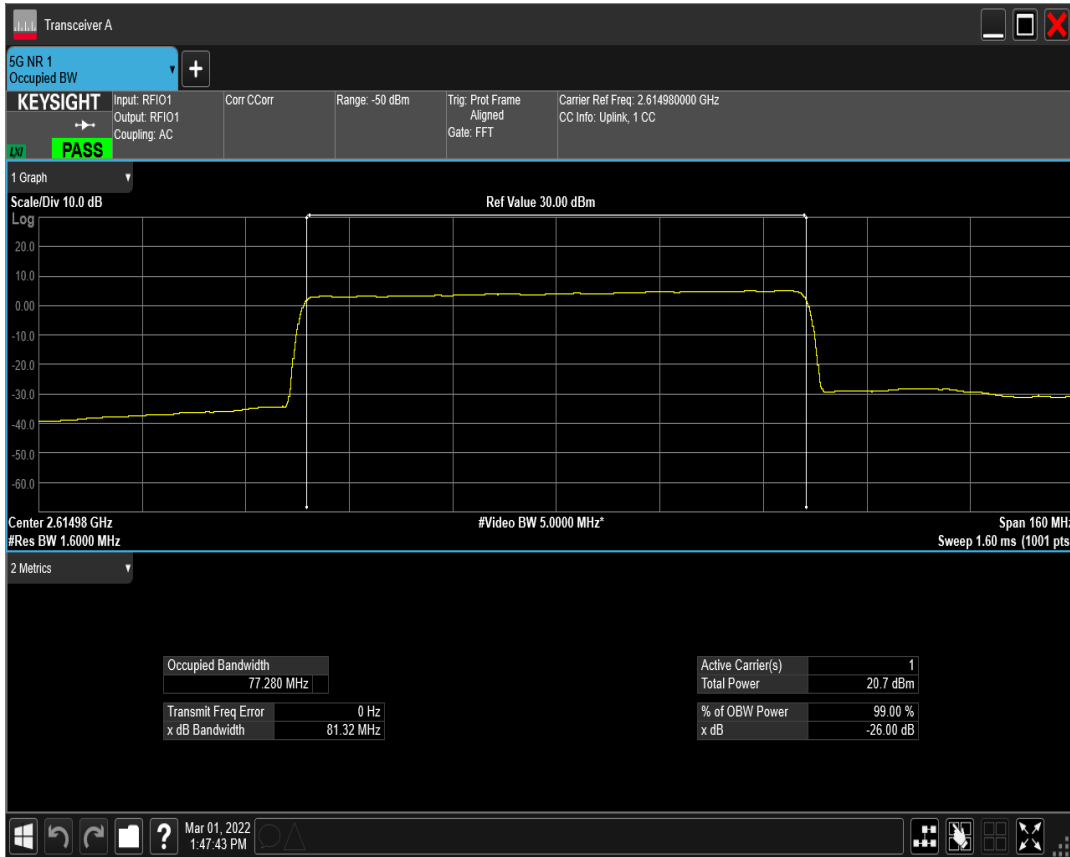 Transceiver A
5G NR 1
Occupied BW
+
KEYSIGHT
LXI
PASS
Input: RFIO1
Output: RFIO1
Coupling: AC
Corr CCorr
Range: -50 dBm
Trig: Prot Frame
Aligned
Gate: FFT
Carrier Ref Freq: 2.614980000 GHz
CC Info: Uplink, 1 CC
1 Graph
Scale/Div 10.0 dB
Ref Value 30.00 dBm
Log
20.0
10.0
0.00
-10.0
-20.0
-30.0
-40.0
-50.0
-60.0
Center 2.61498 GHz
#Video BW 5.0000 MHz*
Span 160 MHz
#Res BW 1.6000 MHz
Sweep 1.60 ms (1001 pts
2 Metrics
Occupied Bandwidth
77.280 MHz
Transmit Freq Error 0 Hz
x dB Bandwidth 81.32 MHz
Active Carrier(s) 1
Total Power 20.7 dBm
% of OBW Power 99.00 %
x dB -26.00 dB
?
Mar 01, 2022
1:47:43 PM